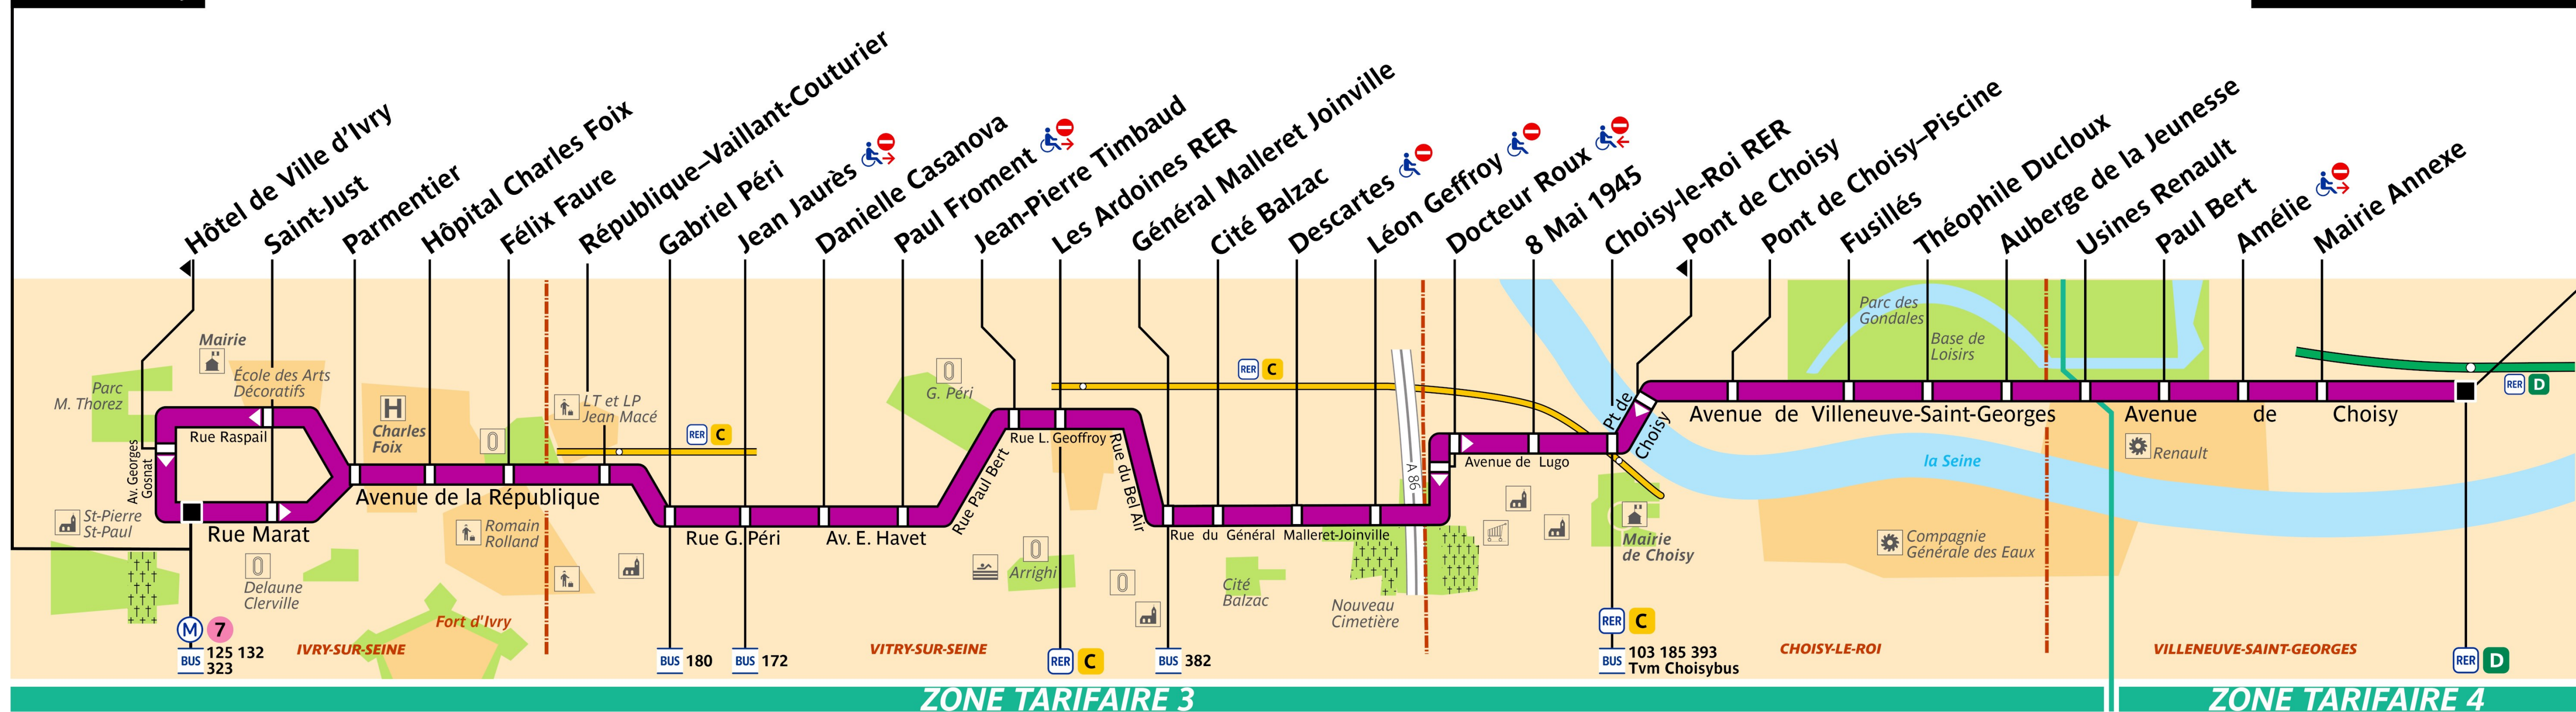 Hôtel de Ville d'Ivry
Saint-Just
Parmentier
Hôpital Charles Foix
Félix Faure
République–Vaillant-Couturier
Gabriel Péri
Jean Jaurès
Danielle Casanova
Paul Froment
Jean-Pierre Timbaud
Les Ardoines RER
Général Malleret Joinville
Cité Balzac
Descartes
Léon Geffroy
Docteur Roux
8 Mai 1945
Choisy-le-Roi RER
Pont de Choisy
Pont de Choisy–Piscine
Fusillés
Théophile Ducloux
Auberge de la Jeunesse
Usines Renault
Paul Bert
Amélie
Mairie Annexe
Mairie
Parc
M. Thorez
École des Arts
Décoratifs
Rue Raspail
Av. Georges
Gosnat
Rue Marat
St-Pierre
St-Paul
Delaune
Clerville
H
Charles
Foix
Avenue de la République
LT et LP
Jean Macé
Romain
Rolland
Fort d'Ivry
RER C
Rue G. Péri
Av. E. Havet
G. Péri
Rue Paul Bert
Rue L. Geoffroy
Rue du Bel Air
Arrighi
RER C
Rue du Général Malleret-Joinville
Cité
Balzac
Nouveau
Cimetière
A 86
Avenue de Lugo
Pt de
Choisy
Mairie
de Choisy
Avenue de Villeneuve-Saint-Georges
Parc des
Gondales
Base de
Loisirs
la Seine
Compagnie
Générale des Eaux
Renault
Avenue de Choisy
RER D
M 7
BUS 125 132
323
IVRY-SUR-SEINE
BUS 180
BUS 172
VITRY-SUR-SEINE
RER C
BUS 382
RER C
BUS 103 185 393
Tvm Choisybus
CHOISY-LE-ROI
VILLENEUVE-SAINT-GEORGES
RER D
ZONE TARIFAIRE 3
ZONE TARIFAIRE 4